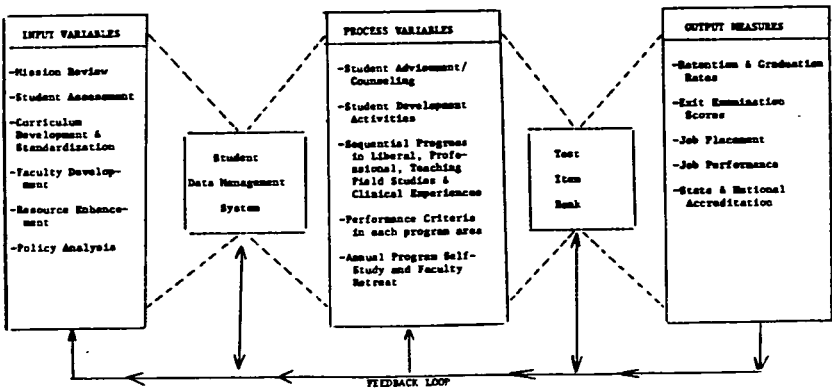 INPUT VARIABLES
-Mission Review
-Student Assessment
-Curriculum
Development &
Standardization
-Faculty Develop-
ment
-Resource Enhance-
ment
-Policy Analysis
Student
Data Management
System
PROCESS VARIABLES
-Student Advisement/
Counseling
-Student Development
Activities
-Sequential Progress
in Liberal, Profe-
ssional, Teaching
Field Studies &
Clinical Experiences
-Performance Criteria
in each program area
-Annual Program Self-
Study and Faculty
Retreat
Test
Item
Bank
OUTPUT MEASURES
-Retention & Graduation
Rates
-Exit Examination
Scores
-Job Placement
-Job Performance
-State & National
Accreditation
FEEDBACK LOOP